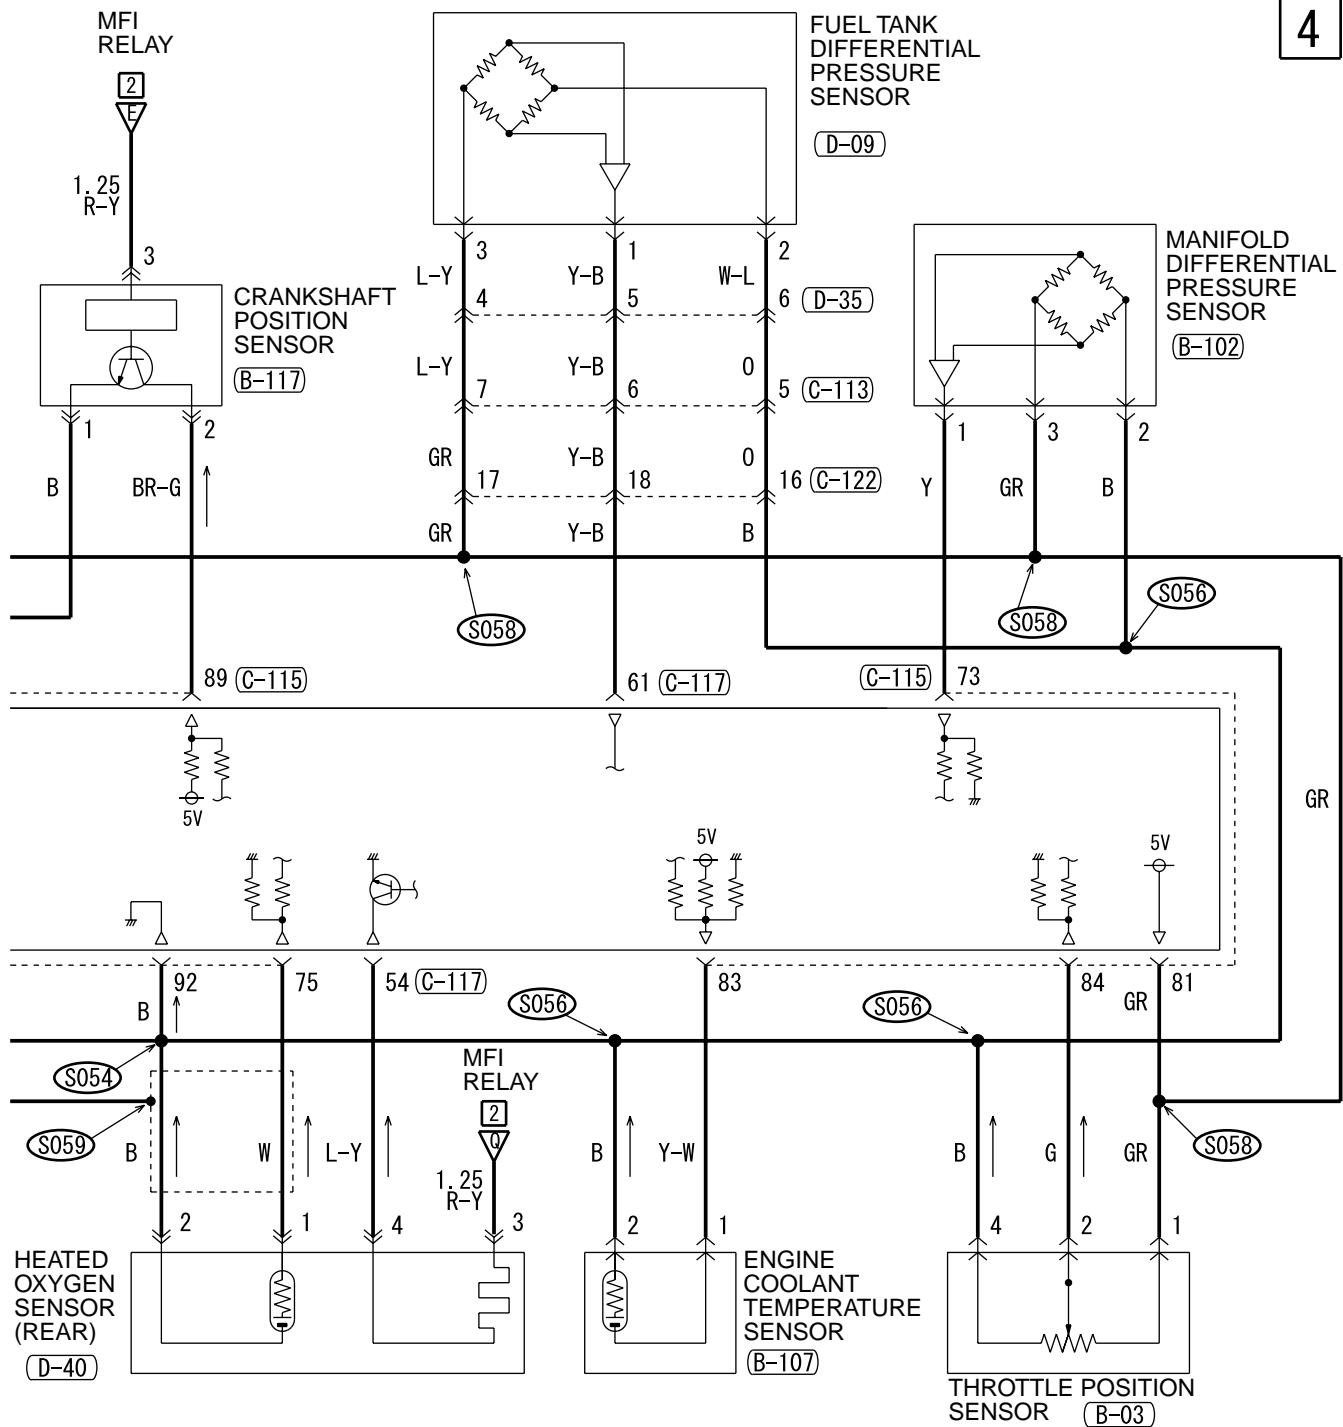 MFI
RELAY
2
E
1.25
R-Y
3
FUEL TANK
DIFFERENTIAL
PRESSURE
SENSOR
D-09
4
CRANKSHAFT
POSITION
SENSOR
B-117
1
2
B
BR-G
3
1
2
L-Y
Y-B
W-L
4
5
6
D-35
L-Y
Y-B
O
7
6
5
C-113
GR
Y-B
O
17
18
16
C-122
GR
Y-B
B
MANIFOLD
DIFFERENTIAL
PRESSURE
SENSOR
B-102
1
3
2
Y
GR
B
S058
S058
S056
89
C-115
61
C-117
C-115
73
5V
GR
5V
5V
92
75
54
C-117
83
84
81
B
GR
S054
S056
S056
S059
S058
MFI
RELAY
2
Q
1.25
R-Y
B
W
L-Y
B
Y-W
B
G
GR
2
1
4
3
2
1
4
2
1
HEATED
OXYGEN
SENSOR
(REAR)
D-40
ENGINE
COOLANT
TEMPERATURE
SENSOR
B-107
THROTTLE POSITION
SENSOR
B-03